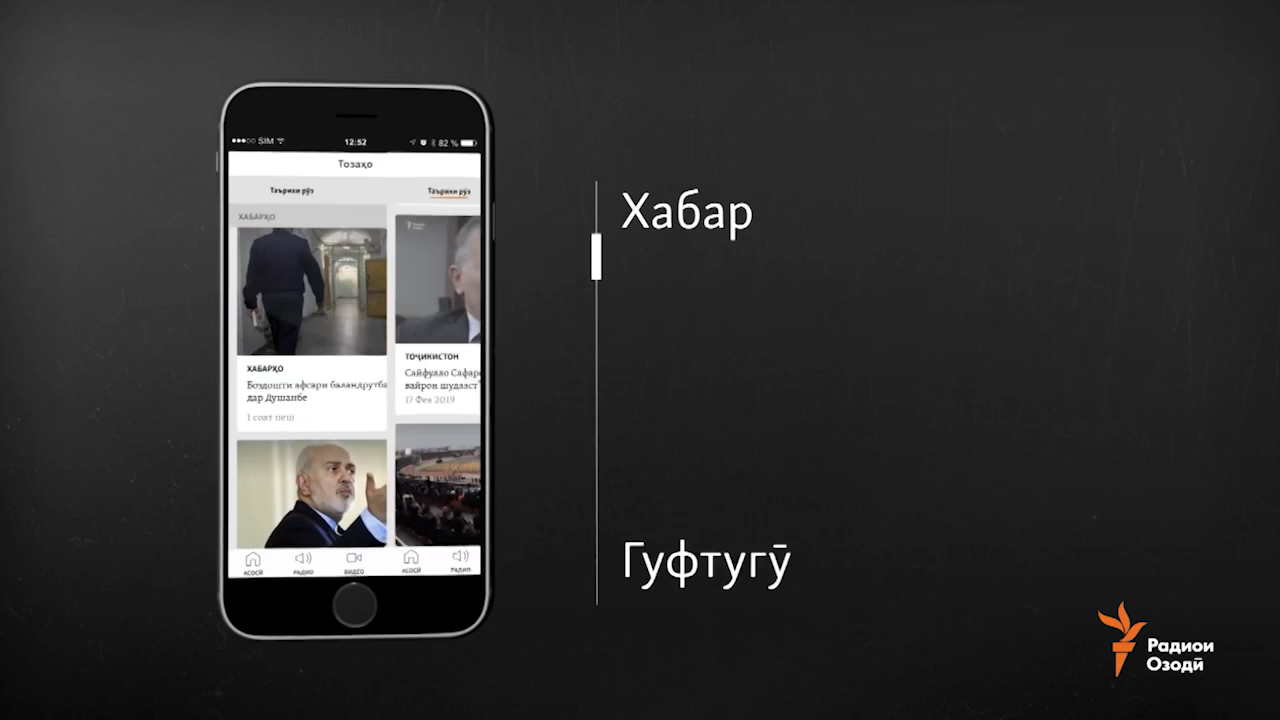 SIM
12:52
82 %
Тозаҳо
Таърихи рӯз
Таърихи рӯз
ХАБАРҲО
ХАБАРҲО
Боздошти афсари баландрутба
дар Душанбе
1 соат пеш
ТОҶИКИСТОН
Сайфулло Сафаро
вайрон шудааст"
17 Фев 2019
АСОСӢ
РАДИО
ВИДЕО
АСОСӢ
РАДИО
Хабар
Гуфтугӯ
Радиои
Озодӣ